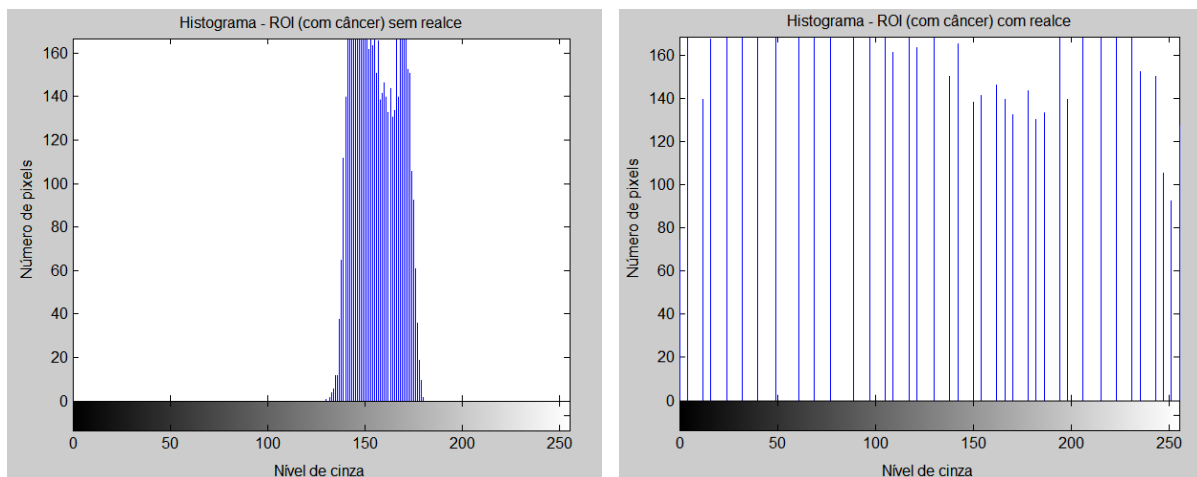 Histograma - ROI (com câncer) sem realce
160
140
120
100
80
60
40
20
0
Número de pixels
0 50 100 150 200 250
Nível de cinza
Histograma - ROI (com câncer) com realce
160
140
120
100
80
60
40
20
0
Número de pixels
0 50 100 150 200 250
Nível de cinza